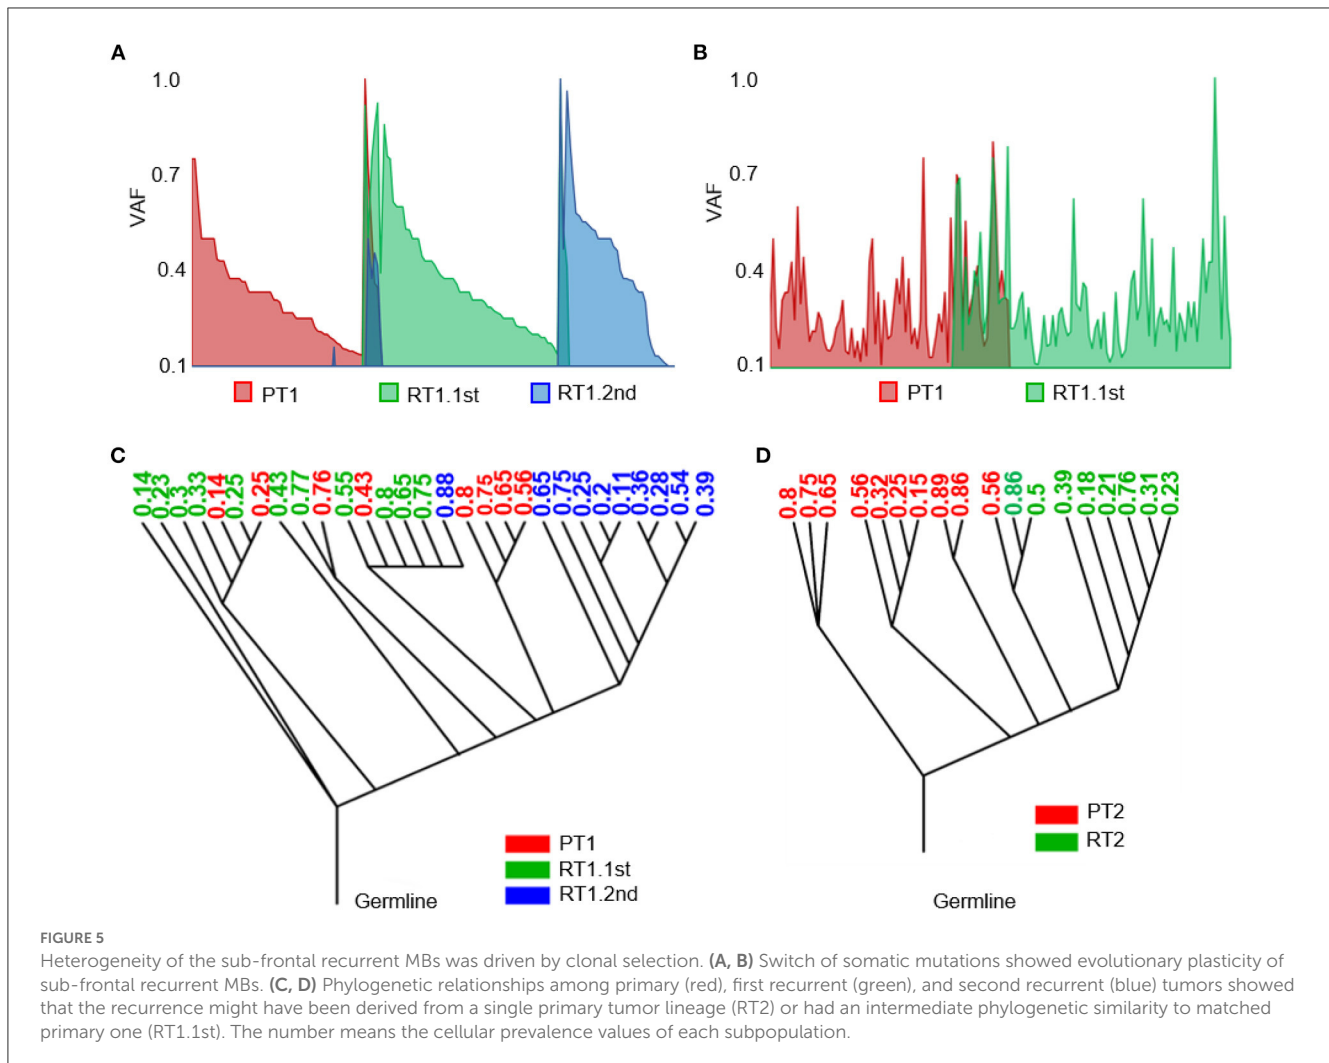 A
B
1.0
0.7
0.4
0.1
VAF
PT1
RT1.1st
RT1.2nd
1.0
0.7
0.4
0.1
VAF
PT1
RT1.1st
C
0.14 0.23 0.3 0.33 0.14 0.25 0.25 0.43 0.77 0.76 0.55 0.43 0.8 0.65 0.75 0.88 0.8 0.75 0.65 0.56 0.65 0.75 0.25 0.2 0.11 0.36 0.28 0.54 0.39
PT1
RT1.1st
RT1.2nd
Germline
D
0.8 0.75 0.65 0.56 0.32 0.25 0.15 0.89 0.86 0.56 0.86 0.5 0.39 0.18 0.21 0.76 0.31 0.23
PT2
RT2
Germline
FIGURE 5
Heterogeneity of the sub-frontal recurrent MBs was driven by clonal selection. (A, B) Switch of somatic mutations showed evolutionary plasticity of
sub-frontal recurrent MBs. (C, D) Phylogenetic relationships among primary (red), first recurrent (green), and second recurrent (blue) tumors showed
that the recurrence might have been derived from a single primary tumor lineage (RT2) or had an intermediate phylogenetic similarity to matched
primary one (RT1.1st). The number means the cellular prevalence values of each subpopulation.